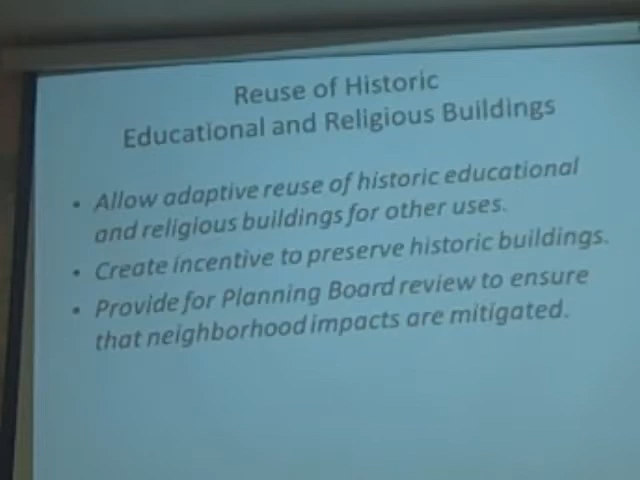 Reuse of Historic
Educational and Religious Buildings
• Allow adaptive reuse of historic educational
and religious buildings for other uses.
• Create incentive to preserve historic buildings.
• Provide for Planning Board review to ensure
that neighborhood impacts are mitigated.